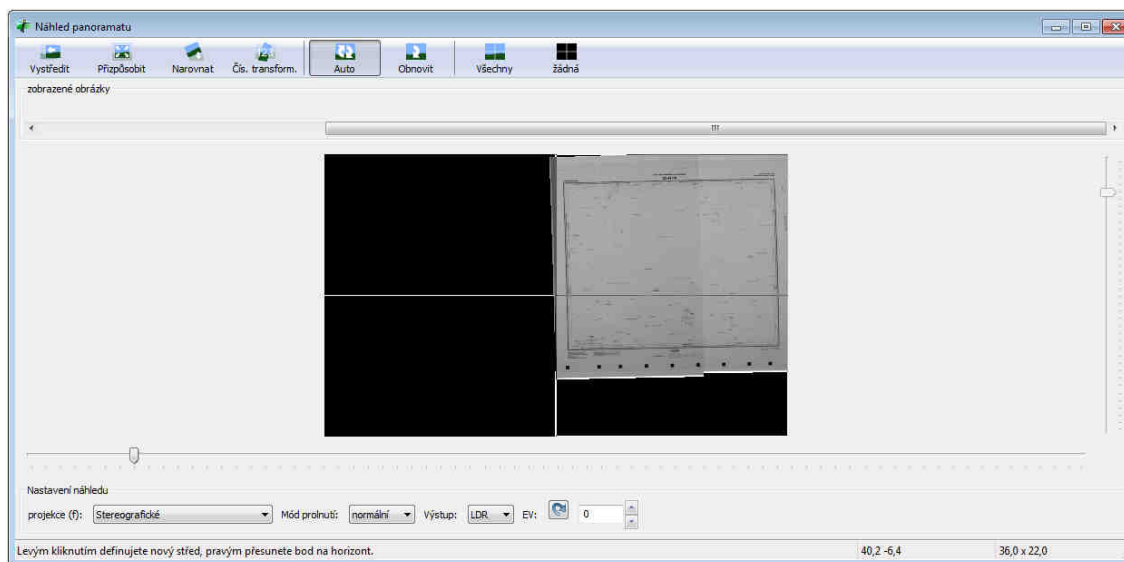 Náhled panoramatu
Vystředit Přizpůsobit Narovnat Čís. transform. Auto Obnovit Všechny žádná
zobrazené obrázky
Nastavení náhledu
projekce (f): Stereografické Mód prolnutí: normální Výstup: LDR EV: 0
Levým kliknutím definujete nový střed, pravým přesunete bod na horizont. 40,2 -6,4 36,0 x 22,0